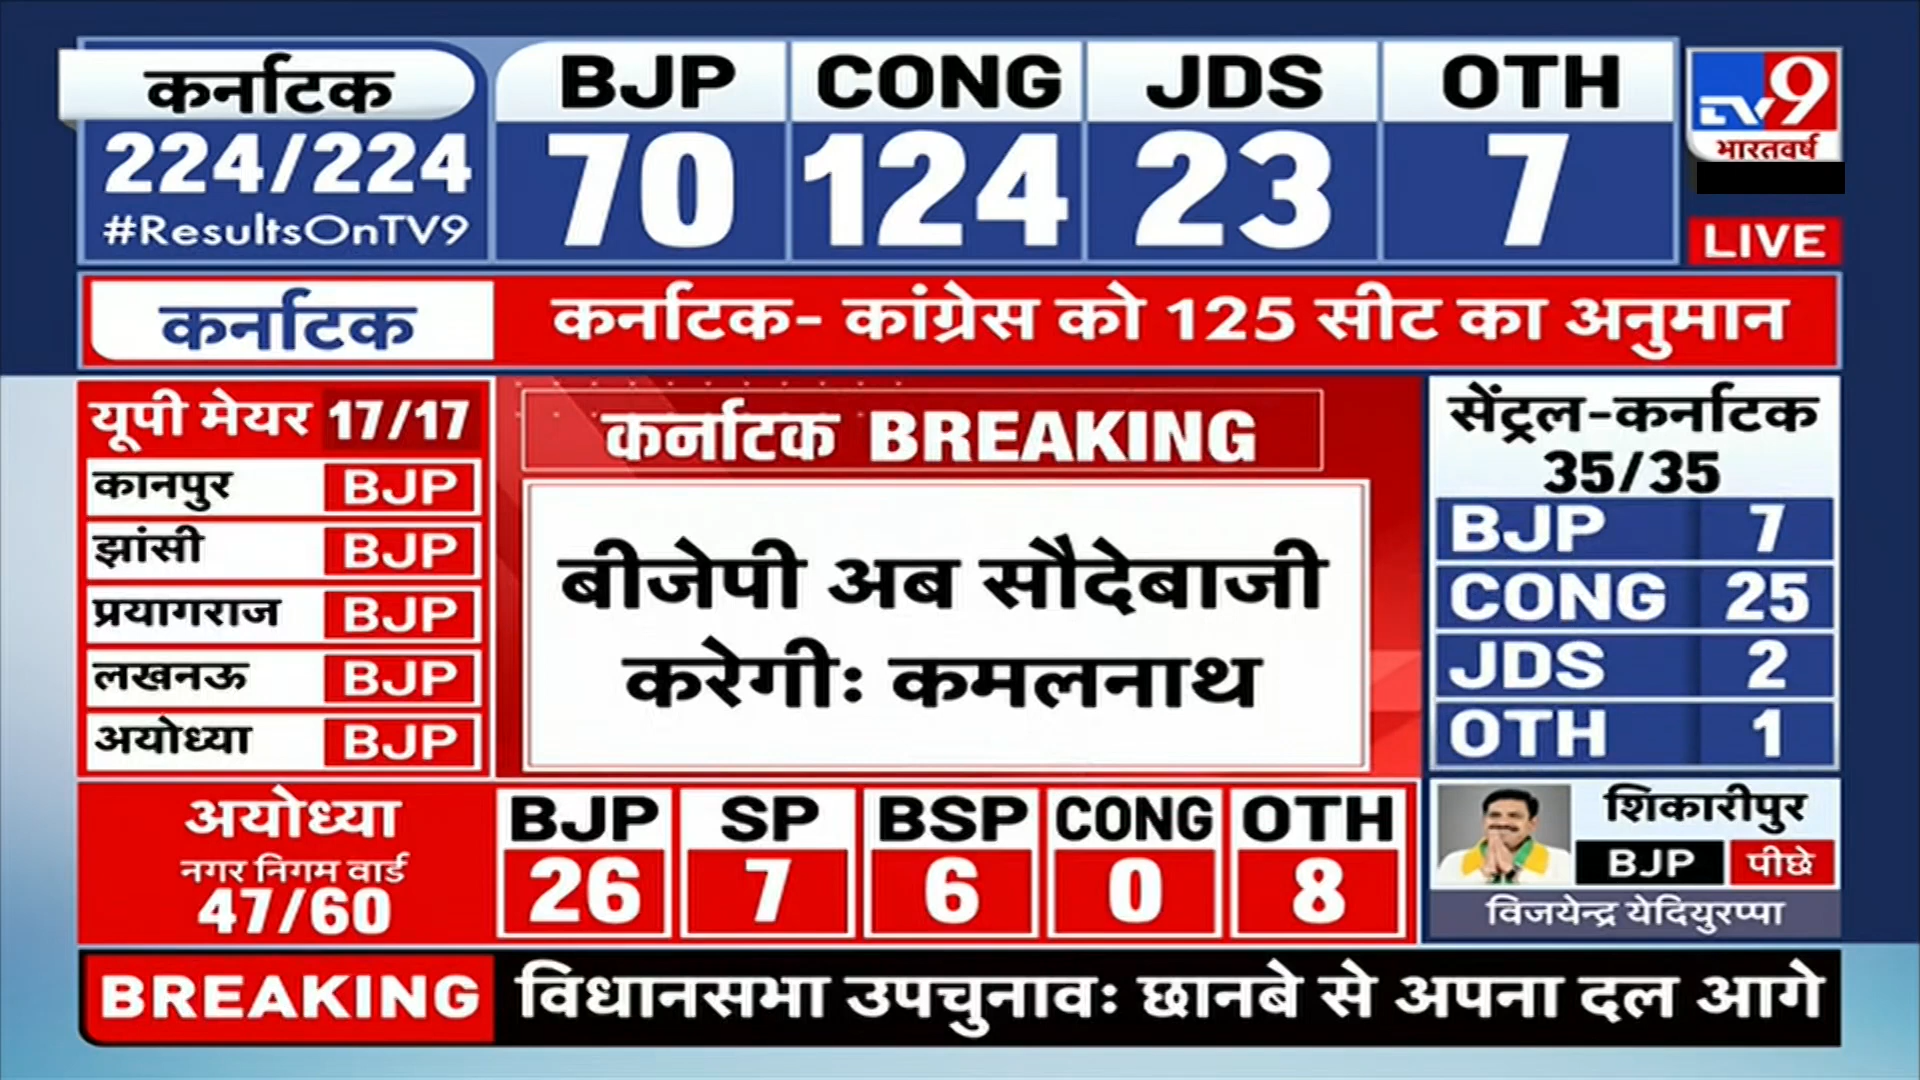 कर्नाटक
224/224
#ResultsOnTV9
BJP CONG JDS OTH
70 124 23 7
TV9
भारतवर्ष
LIVE
कर्नाटक
कर्नाटक- कांग्रेस को 125 सीट का अनुमान
यूपी मेयर 17/17
कानपुर BJP
झांसी BJP
प्रयागराज BJP
लखनऊ BJP
अयोध्या BJP
कर्नाटक BREAKING
बीजेपी अब सौदेबाजी
करेगीः कमलनाथ
सेंट्रल-कर्नाटक
35/35
BJP 7
CONG 25
JDS 2
OTH 1
अयोध्या
नगर निगम वार्ड
47/60
BJP SP BSP CONG OTH
26 7 6 0 8
शिकारीपुर
BJP पीछे
विजयेन्द्र येदियुरप्पा
BREAKING
विधानसभा उपचुनावः छानबे से अपना दल आगे